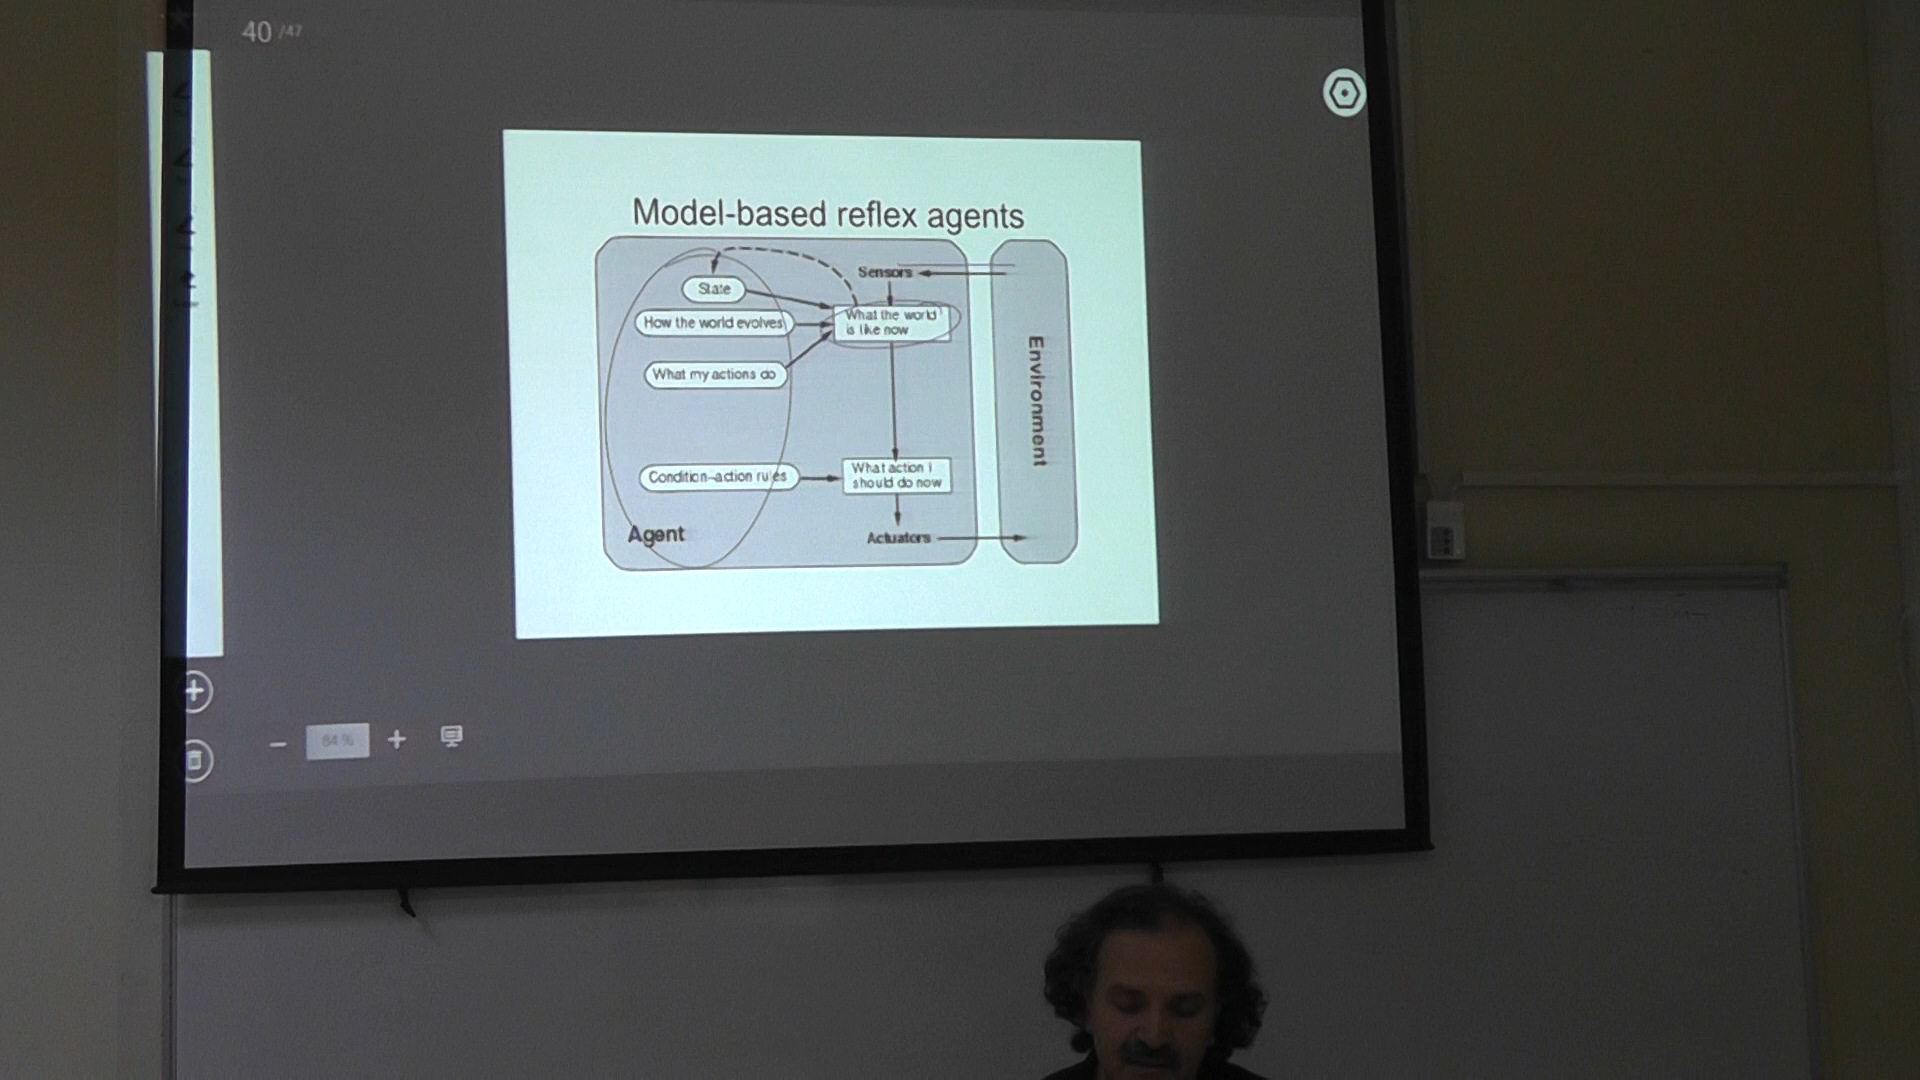 40 /47
Model-based reflex agents
Sensors
State
How the world evolves
What the world
is like now
What my actions do
Environment
Condition–action rules
What action I
should do now
Agent
Actuators
84 %